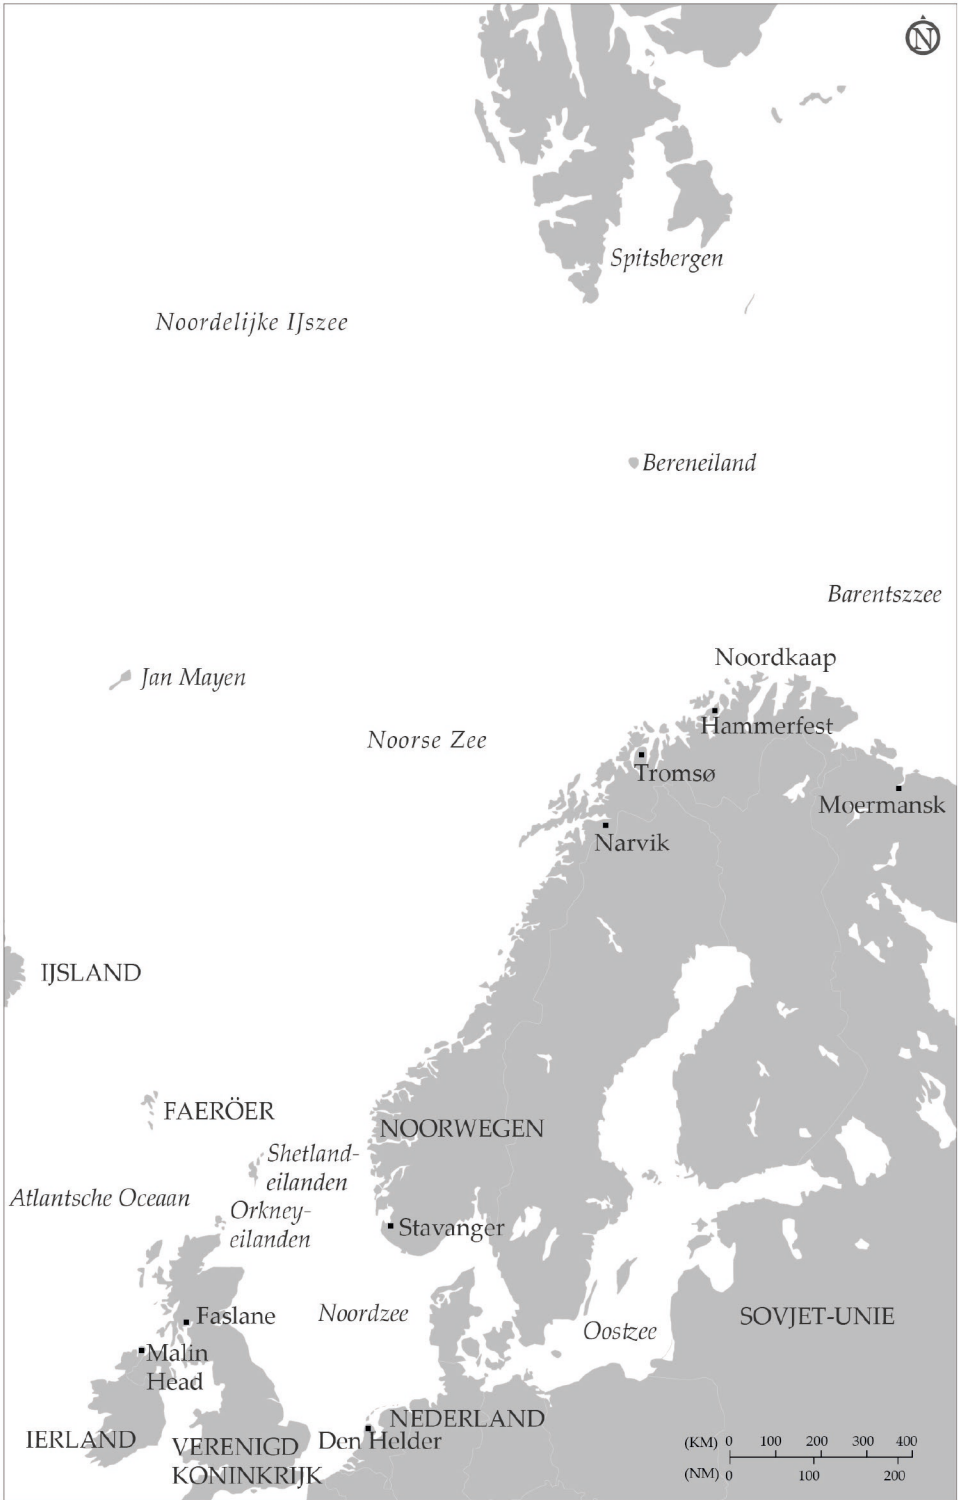 N
Spitsbergen
Noordelijke IJszee
Bereneiland
Barentszzee
Noordkaap
Jan Mayen
Hammerfest
Noorse Zee
Tromsø
Moermansk
Narvik
IJSLAND
FAERÖER
NOORWEGEN
Shetland-
eilanden
Atlantsche Oceaan
Orkney-
eilanden
Stavanger
Faslane
Noordzee
SOVJET-UNIE
Oostzee
Malin
Head
NEDERLAND
IERLAND
Den Helder
VERENIGD
KONINKRIJK
(KM) 0 100 200 300 400
(NM) 0 100 200